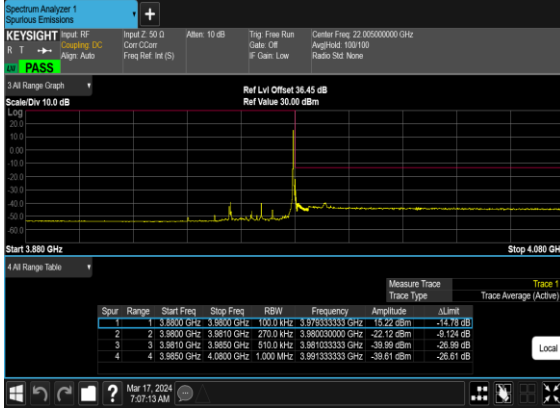 Spectrum Analyzer 1
Spurious Emissions
+
KEYSIGHT Input: RF Input Z: 50 Ω Atten: 10 dB Trig: Free Run Center Freq: 22.005000000 GHz
R T Coupling: DC Corr CCorr Gate: Off Avg|Hold: 100/100
Align: Auto Freq Ref: Int (S) IF Gain: Low Radio Std: None
LXI PASS
3 All Range Graph
Ref Lvl Offset 36.45 dB
Scale/Div 10.0 dB Ref Value 30.00 dBm
Log
20.0
10.0
0.00
-10.0
-20.0
-30.0
-40.0
-50.0
-60.0
Start 3.880 GHz Stop 4.080 GH
4 All Range Table
Measure Trace Trace 1
Trace Type Trace Average (Active)
Spur Range Start Freq Stop Freq RBW Frequency Amplitude ΔLimit
1 1 3.8800 GHz 3.9800 GHz 100.0 kHz 3.979333333 GHz 15.22 dBm -14.78 dB
2 2 3.9800 GHz 3.9810 GHz 270.0 kHz 3.980030000 GHz -22.12 dBm -9.124 dB
3 3 3.9810 GHz 3.9850 GHz 510.0 kHz 3.981033333 GHz -39.99 dBm -26.99 dB
4 4 3.9850 GHz 4.0800 GHz 1.000 MHz 3.991333333 GHz -39.61 dBm -26.61 dB
Local
? Mar 17, 2024
7:07:13 AM